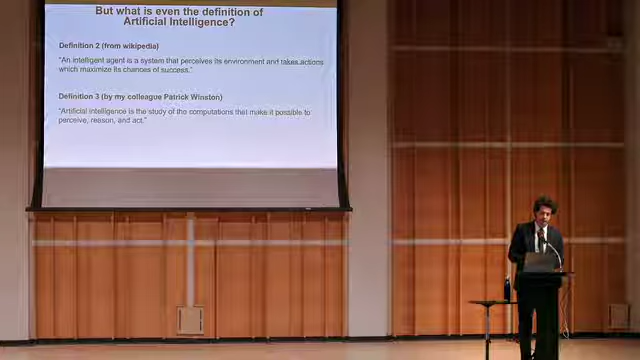 But what is even the definition of
Artificial Intelligence?
Definition 2 (from wikipedia)
“An intelligent agent is a system that perceives its environment and takes actions
which maximize its chances of success.”
Definition 3 (by my colleague Patrick Winston)
“Artificial intelligence is the study of the computations that make it possible to
perceive, reason, and act.”